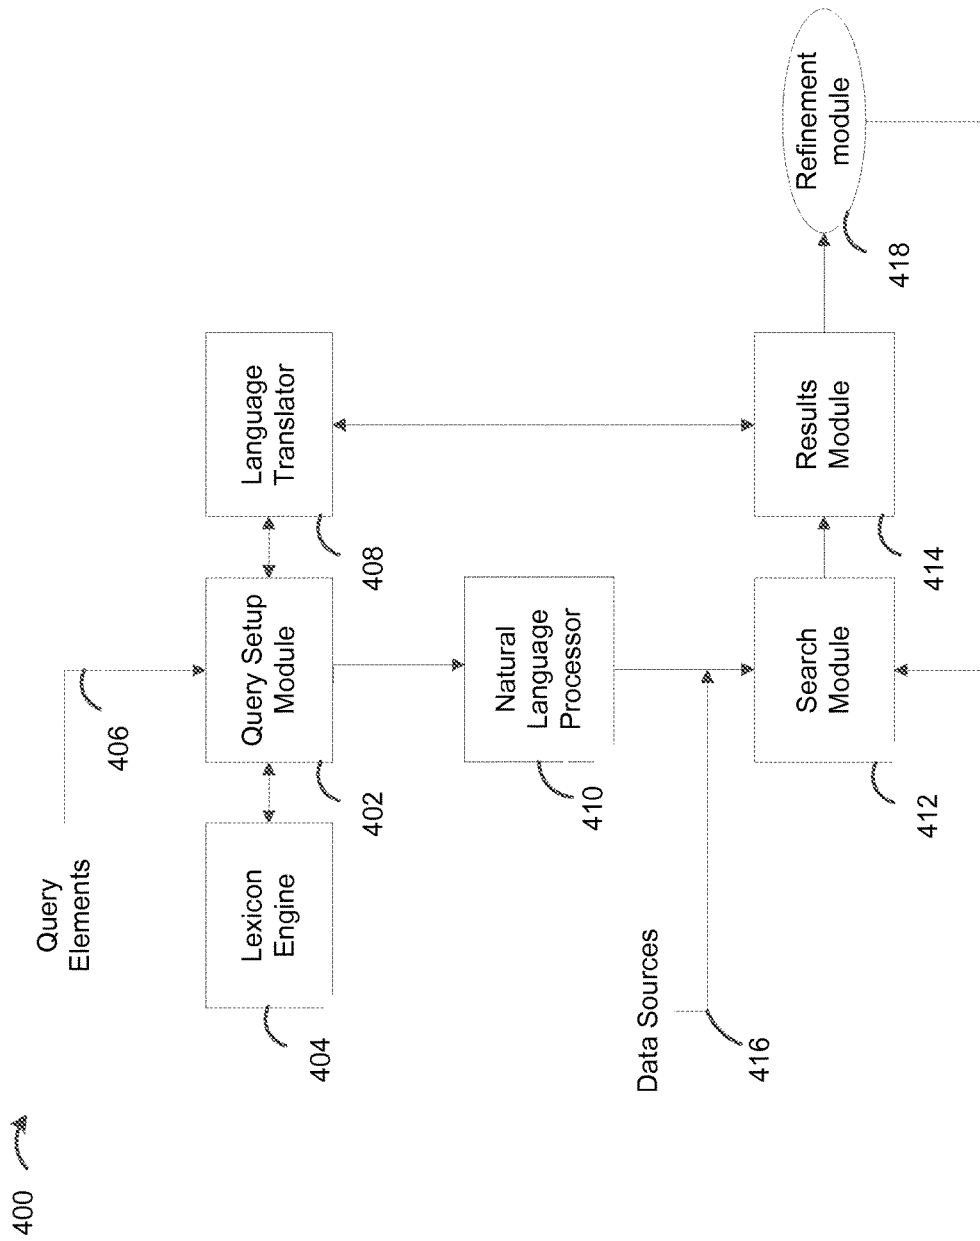 400
Query
Elements
406
Lexicon
Engine
404
Query Setup
Module
402
Language
Translator
408
Natural
Language
Processor
410
Data Sources
416
Search
Module
412
Results
Module
414
Refinement
module
418